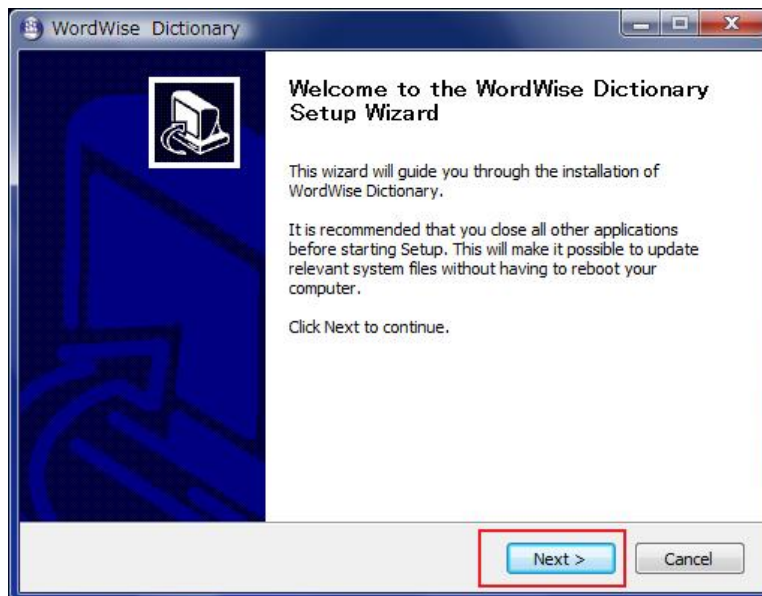 WordWise Dictionary
Welcome to the WordWise Dictionary
Setup Wizard
This wizard will guide you through the installation of
WordWise Dictionary.
It is recommended that you close all other applications
before starting Setup. This will make it possible to update
relevant system files without having to reboot your
computer.
Click Next to continue.
Next >
Cancel